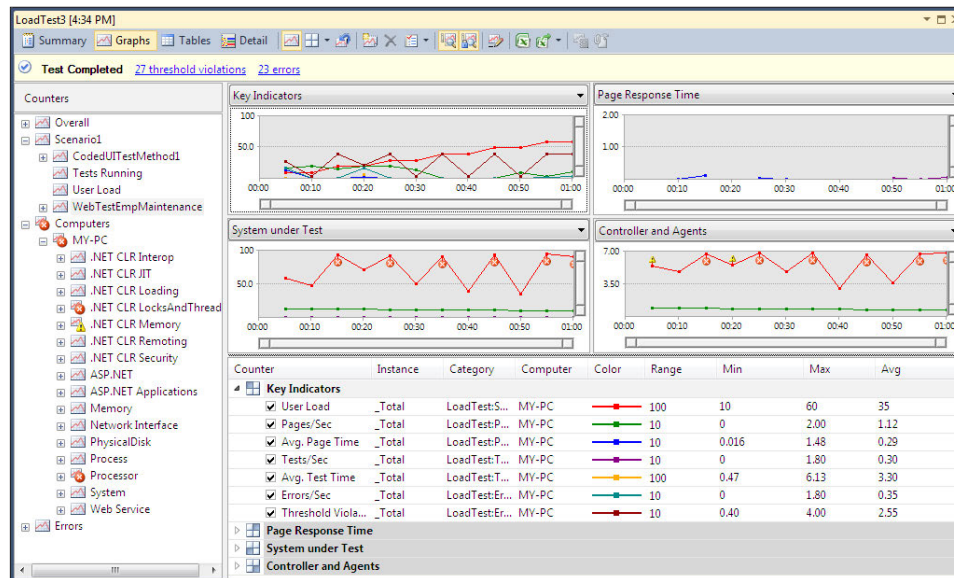 LoadTest3 [4:34 PM]
Summary Graphs Tables Detail
Test Completed 27 threshold violations 23 errors
Counters
Overall
Scenario1
CodedUITestMethod1
Tests Running
User Load
WebTestEmpMaintenance
Computers
MY-PC
.NET CLR Interop
.NET CLR JIT
.NET CLR Loading
.NET CLR LocksAndThread
.NET CLR Memory
.NET CLR Remoting
.NET CLR Security
ASP.NET
ASP.NET Applications
Memory
Network Interface
PhysicalDisk
Process
Processor
System
Web Service
Errors
Key Indicators
100
50.0
00:00 00:10 00:20 00:30 00:40 00:50 01:00
Page Response Time
2.00
1.00
00:00 00:10 00:20 00:30 00:40 00:50 01:0
System under Test
100
50.0
00:00 00:10 00:20 00:30 00:40 00:50 01:00
Controller and Agents
7.00
3.50
00:00 00:10 00:20 00:30 00:40 00:50 01:0
Counter Instance Category Computer Color Range Min Max Avg
Key Indicators
User Load _Total LoadTest:S... MY-PC 100 10 60 35
Pages/Sec _Total LoadTest:P... MY-PC 10 0 2.00 1.12
Avg. Page Time _Total LoadTest:P... MY-PC 10 0.016 1.48 0.29
Tests/Sec _Total LoadTest:T... MY-PC 10 0 1.80 0.30
Avg. Test Time _Total LoadTest:T... MY-PC 100 0.47 6.13 3.30
Errors/Sec _Total LoadTest:Er... MY-PC 10 0 1.80 0.35
Threshold Viola... _Total LoadTest:Er... MY-PC 10 0.40 4.00 2.55
Page Response Time
System under Test
Controller and Agents